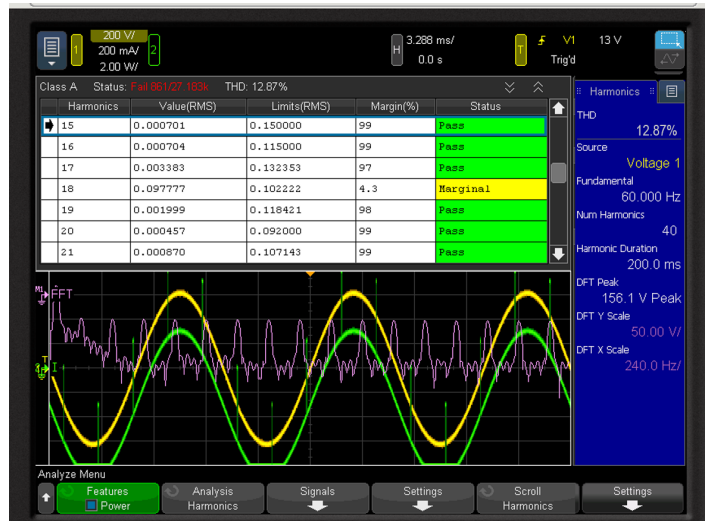 200 V/
1
200 mA/
2
2.00 W/
H
3.288 ms/
0.0 s
T
V1
13 V
Trig'd
Class A Status: Fail 861/27.183k THD: 12.87%
Harmonics Value(RMS) Limits(RMS) Margin(%) Status
15 0.000701 0.150000 99 Pass
16 0.000704 0.115000 99 Pass
17 0.003383 0.132353 97 Pass
18 0.097777 0.102222 4.3 Marginal
19 0.001999 0.118421 98 Pass
20 0.000457 0.092000 99 Pass
21 0.000870 0.107143 99 Pass
Harmonics
THD
12.87%
Source
Voltage 1
Fundamental
60.000 Hz
Num Harmonics
40
Harmonic Duration
200.0 ms
DFT Peak
156.1 V Peak
DFT Y Scale
50.00 V/
DFT X Scale
240.0 Hz/
M1 FFT
T
I
Analyze Menu
Features
Power
Analysis
Harmonics
Signals
Settings
Scroll
Harmonics
Settings